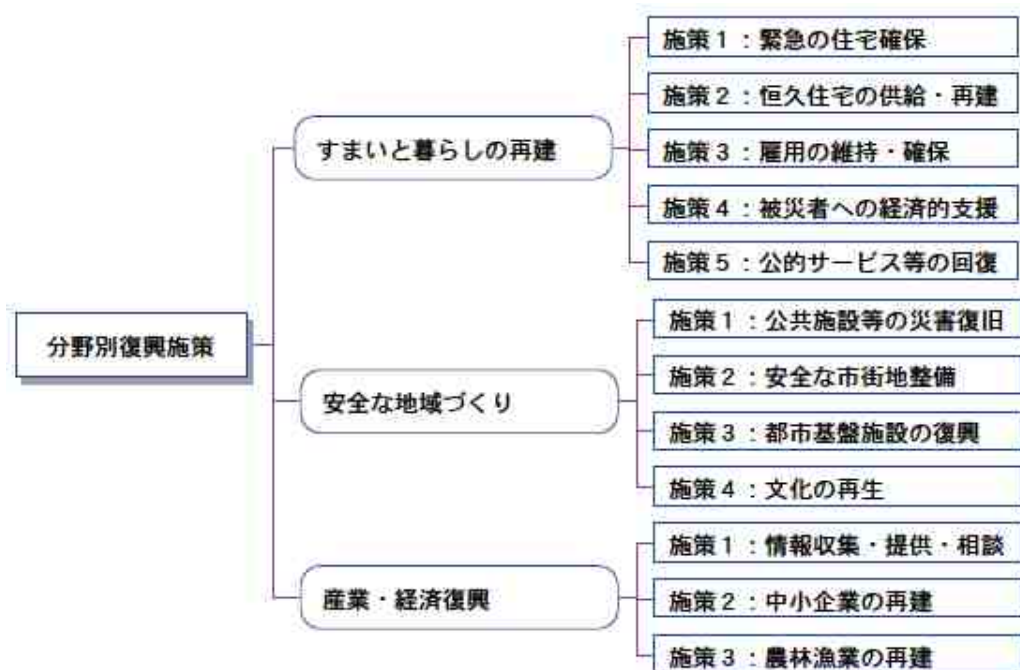 分野別復興施策
すまいと暮らしの再建
施策1：緊急の住宅確保
施策2：恒久住宅の供給・再建
施策3：雇用の維持・確保
施策4：被災者への経済的支援
施策5：公的サービス等の回復
安全な地域づくり
施策1：公共施設等の災害復旧
施策2：安全な市街地整備
施策3：都市基盤施設の復興
施策4：文化の再生
産業・経済復興
施策1：情報収集・提供・相談
施策2：中小企業の再建
施策3：農林漁業の再建